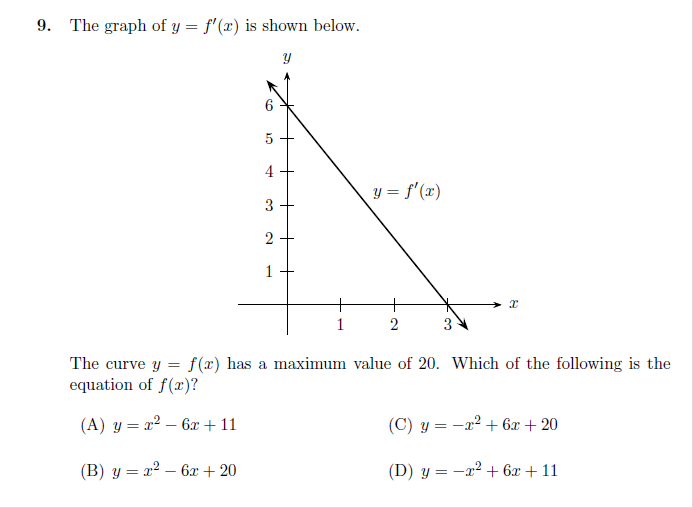 9. The graph of y = f′(x) is shown below.
y
6
5
4
y = f′(x)
3
2
1
x
1 2 3
The curve y = f(x) has a maximum value of 20. Which of the following is the
equation of f(x)?
(A) y = x² − 6x + 11 (C) y = −x² + 6x + 20
(B) y = x² − 6x + 20 (D) y = −x² + 6x + 11